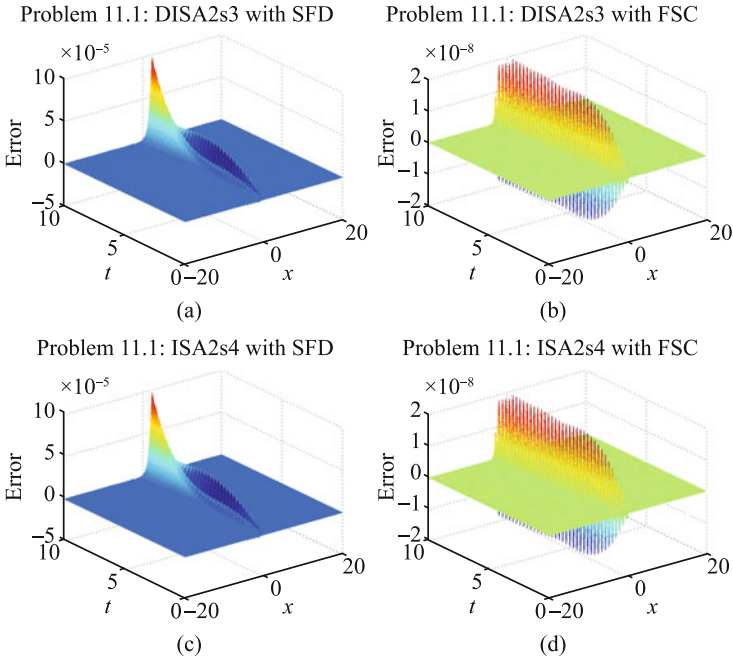 Problem 11.1: DISA2s3 with SFD
×10⁻⁵
10
5
0
−5
Error
10
5
0
t
−20
0
20
x
(a)
Problem 11.1: DISA2s3 with FSC
×10⁻⁸
2
1
0
−1
−2
Error
10
5
0
t
−20
0
20
x
(b)
Problem 11.1: ISA2s4 with SFD
×10⁻⁵
10
5
0
−5
Error
10
5
0
t
−20
0
20
x
(c)
Problem 11.1: ISA2s4 with FSC
×10⁻⁸
2
1
0
−1
−2
Error
10
5
0
t
−20
0
20
x
(d)